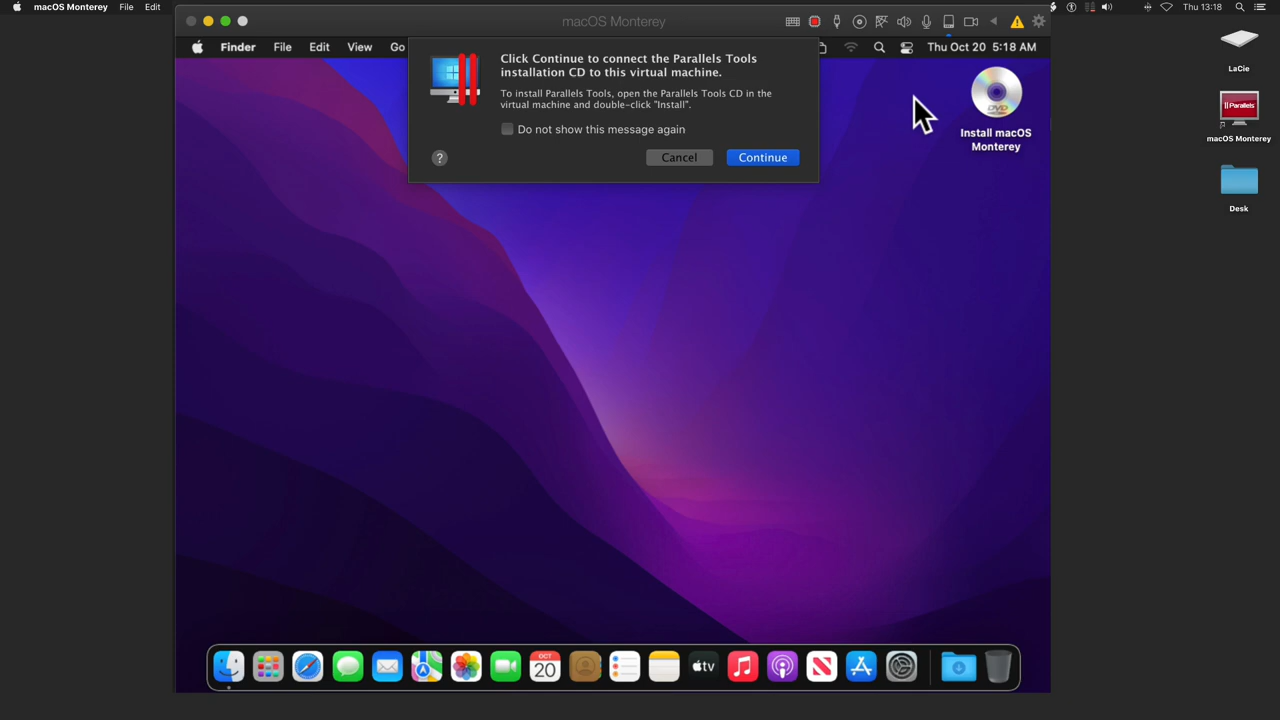 macOS Monterey File Edit
Thu 13:18
macOS Monterey
Finder File Edit View Go
Thu Oct 20 5:18 AM
Click Continue to connect the Parallels Tools
installation CD to this virtual machine.
To install Parallels Tools, open the Parallels Tools CD in the
virtual machine and double-click "Install".
Do not show this message again
?
Cancel
Continue
DVD
Install macOS
Monterey
LaCie
Parallels
macOS Monterey
Desk
OCT
20
tv